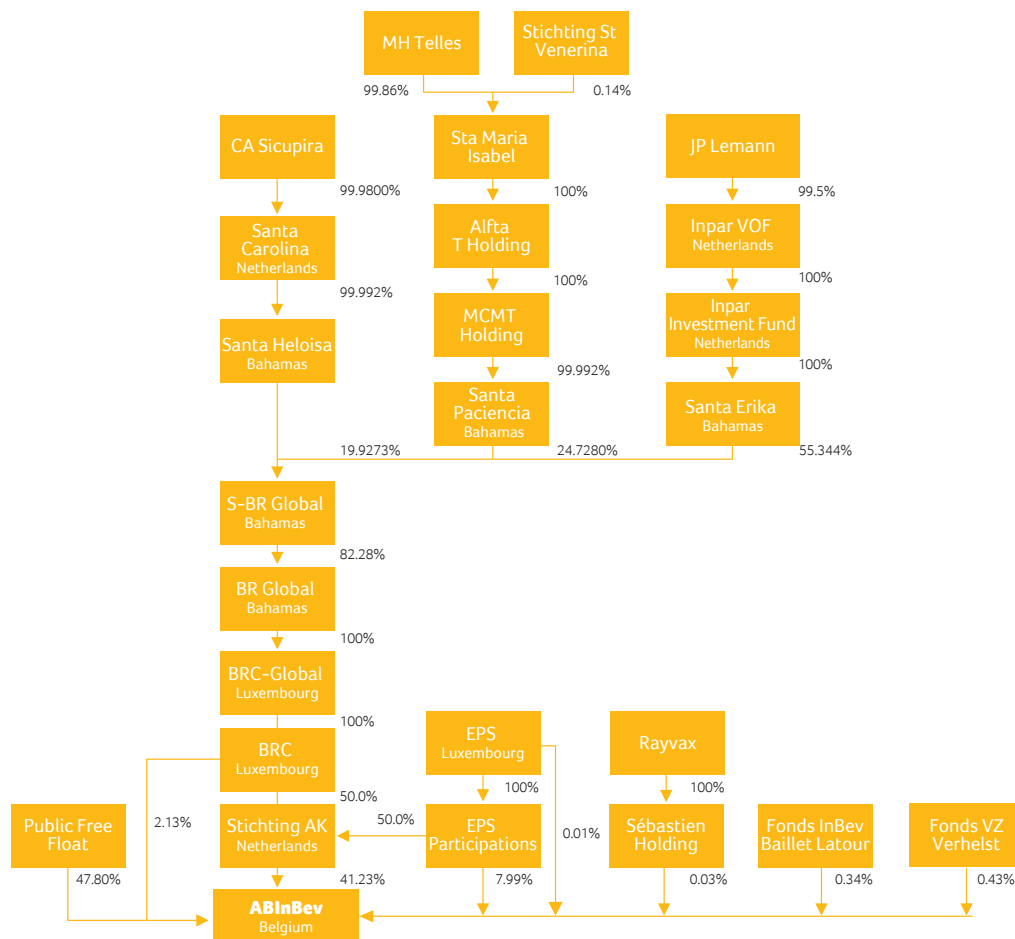 MH Telles
Stichting St
Venerina
99.86%
0.14%
CA Sicupira
Sta Maria
Isabel
JP Lemann
99.9800%
100%
99.5%
Santa
Carolina
Netherlands
Alfta
T Holding
Inpar VOF
Netherlands
99.992%
100%
100%
Santa Heloisa
Bahamas
MCMT
Holding
Inpar
Investment Fund
Netherlands
99.992%
100%
Santa
Paciencia
Bahamas
Santa Erika
Bahamas
19.9273%
24.7280%
55.344%
S-BR Global
Bahamas
82.28%
BR Global
Bahamas
100%
BRC-Global
Luxembourg
100%
BRC
Luxembourg
EPS
Luxembourg
Rayvax
50.0%
100%
100%
Public Free
Float
2.13%
Stichting AK
Netherlands
50.0%
EPS
Participations
0.01%
Sébastien
Holding
Fonds InBev
Baillet Latour
Fonds VZ
Verhelst
47.80%
41.23%
7.99%
0.03%
0.34%
0.43%
ABInBev
Belgium